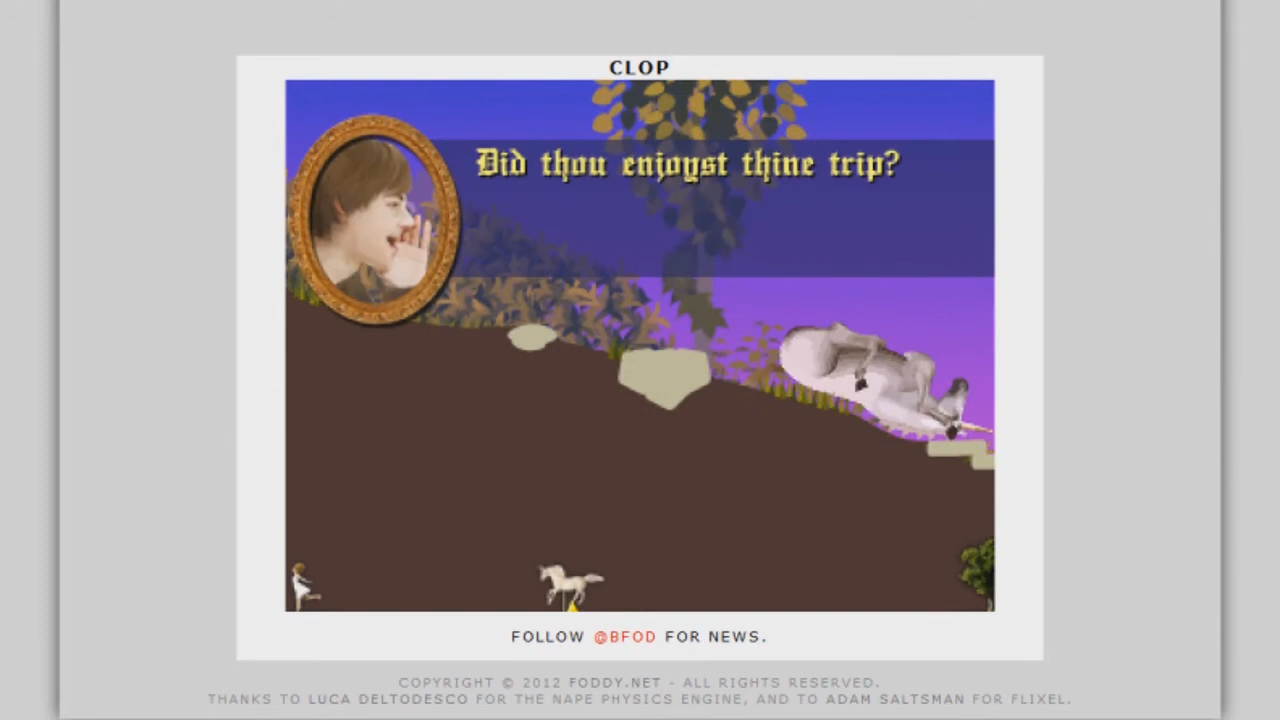 CLOP
Did thou enjoyst thine trip?
FOLLOW @BFOD FOR NEWS.
COPYRIGHT © 2012 FODDY.NET - ALL RIGHTS RESERVED.
THANKS TO LUCA DELTODESCO FOR THE NAPE PHYSICS ENGINE, AND TO ADAM SALTSMAN FOR FLIXEL.